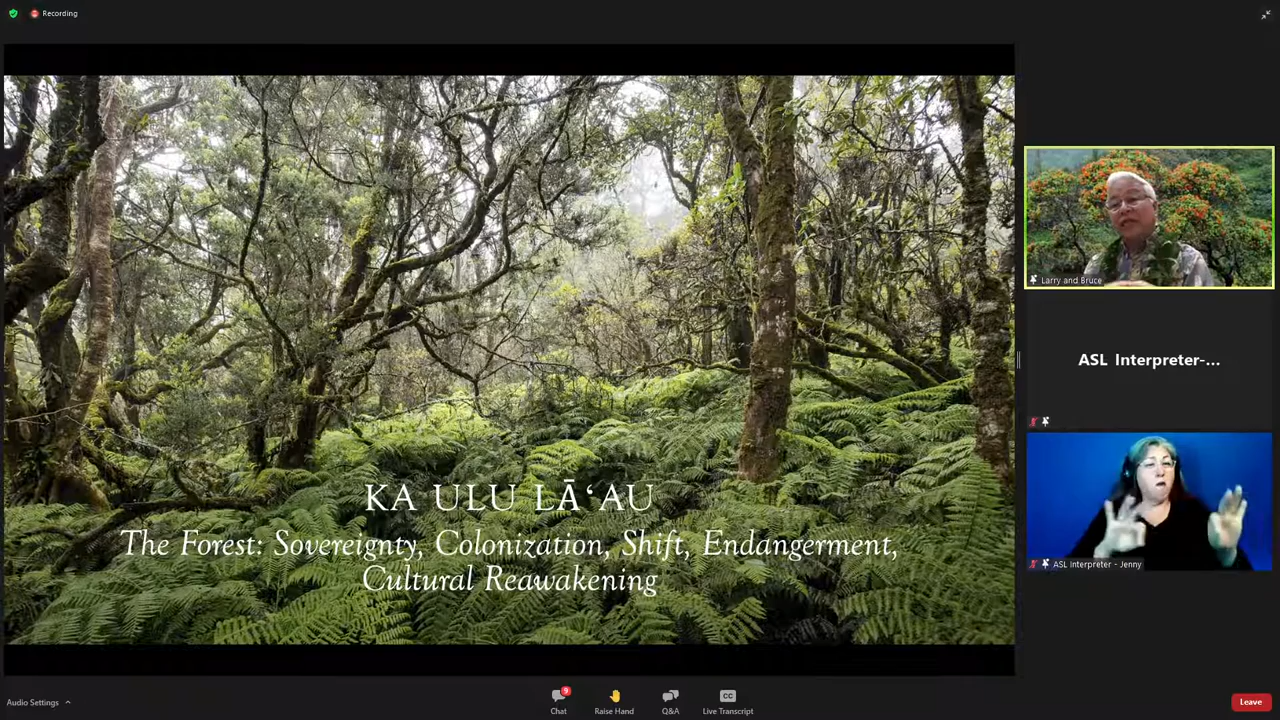 Recording
KA ULU LĀʻAU
The Forest: Sovereignty, Colonization, Shift, Endangerment,
Cultural Reawakening
Larry and Bruce
ASL Interpreter-...
ASL Interpreter - Jenny
Audio Settings
9
Chat
Raise Hand
Q&A
CC
Live Transcript
Leave